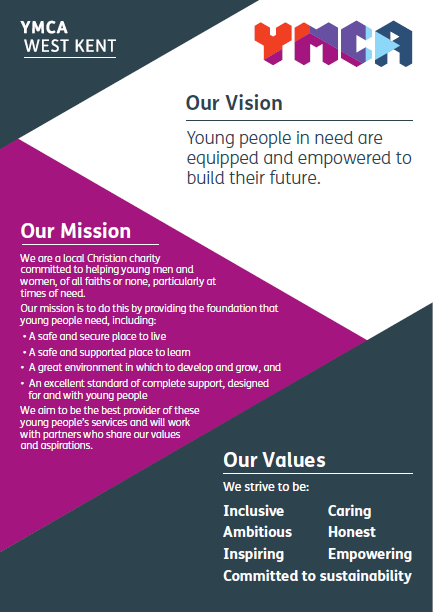 YMCA
WEST KENT
YMCA
Our Vision
Young people in need are
equipped and empowered to
build their future.
Our Mission
We are a local Christian charity
committed to helping young men and
women, of all faiths or none, particularly at
times of need.
Our mission is to do this by providing the foundation that
young people need, including:
• A safe and secure place to live
• A safe and supported place to learn
• A great environment in which to develop and grow, and
• An excellent standard of complete support, designed
for and with young people
We aim to be the best provider of these
young people's services and will work
with partners who share our values
and aspirations.
Our Values
We strive to be:
Inclusive Caring
Ambitious Honest
Inspiring Empowering
Committed to sustainability